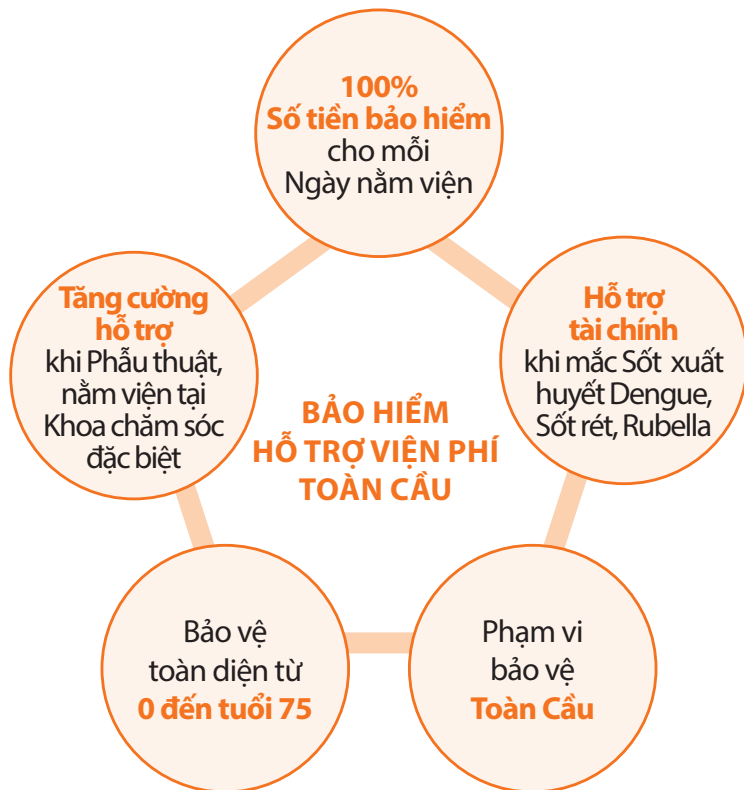 100%
Số tiền bảo hiểm
cho mỗi
Ngày nằm viện
Tăng cường
hỗ trợ
khi Phẫu thuật,
nằm viện tại
Khoa chăm sóc
đặc biệt
Hỗ trợ
tài chính
khi mắc Sốt xuất
huyết Dengue,
Sốt rét, Rubella
BẢO HIỂM
HỖ TRỢ VIỆN PHÍ
TOÀN CẦU
Bảo vệ
toàn diện từ
0 đến tuổi 75
Phạm vi
bảo vệ
Toàn Cầu